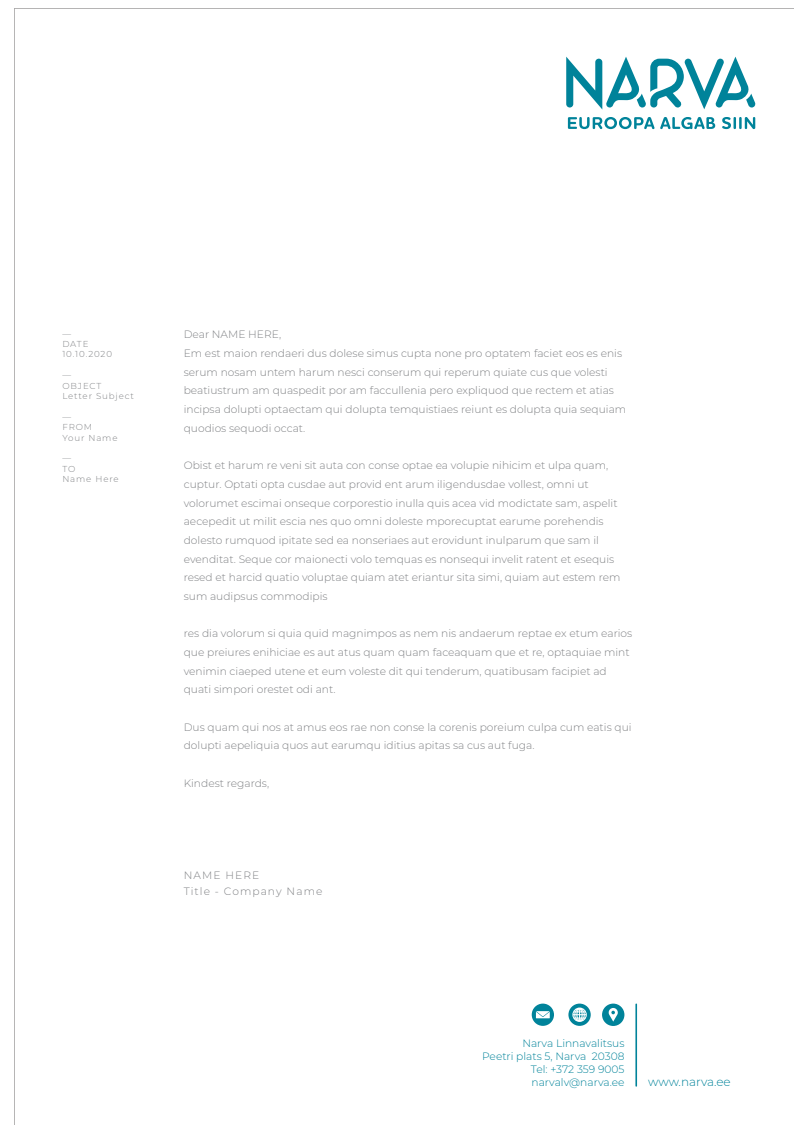 NARVA
EUROOPA ALGAB SIIN
—
DATE
10.10.2020
—
OBJECT
Letter Subject
—
FROM
Your Name
—
TO
Name Here
Dear NAME HERE,
Em est maion rendaeri dus dolese simus cupta none pro optatem faciet eos es enis
serum nosam untem harum nesci conserum qui reperum quiate cus que volesti
beatiustrum am quaspedit por am faccullenia pero expliquod que rectem et atias
incipsa dolupti optaectam qui dolupta temquistiaes reiunt es dolupta quia sequiam
quodios sequodi occat.
Obist et harum re veni sit auta con conse optae ea volupie nihicim et ulpa quam,
cuptur. Optati opta cusdae aut provid ent arum iligendusdae vollest, omni ut
volorumet escimai onseque corporestio inulla quis acea vid modictate sam, aspelit
aecepedit ut milit escia nes quo omni doleste mporecuptat earume porehendis
dolesto rumquod ipitate sed ea nonseriaes aut erovidunt inulparum que sam il
evenditat. Seque cor maionecti volo temquas es nonsequi invelit ratent et esequis
resed et harcid quatio voluptae quiam atet eriantur sita simi, quiam aut estem rem
sum audipsus commodipis
res dia volorum si quia quid magnimpos as nem nis andaerum reptae ex etum earios
que preiures enihiciae es aut atus quam quam faceaquam que et re, optaquiae mint
venimin ciaeped utene et eum voleste dit qui tenderum, quatibusam facipiet ad
quati simpori orestet odi ant.
Dus quam qui nos at amus eos rae non conse la corenis poreium culpa cum eatis qui
dolupti aepeliquia quos aut earumqu iditius apitas sa cus aut fuga.
Kindest regards,
NAME HERE
Title - Company Name
Narva Linnavalitsus
Peetri plats 5, Narva  20308
Tel: +372 359 9005
narvalv@narva.ee
www.narva.ee